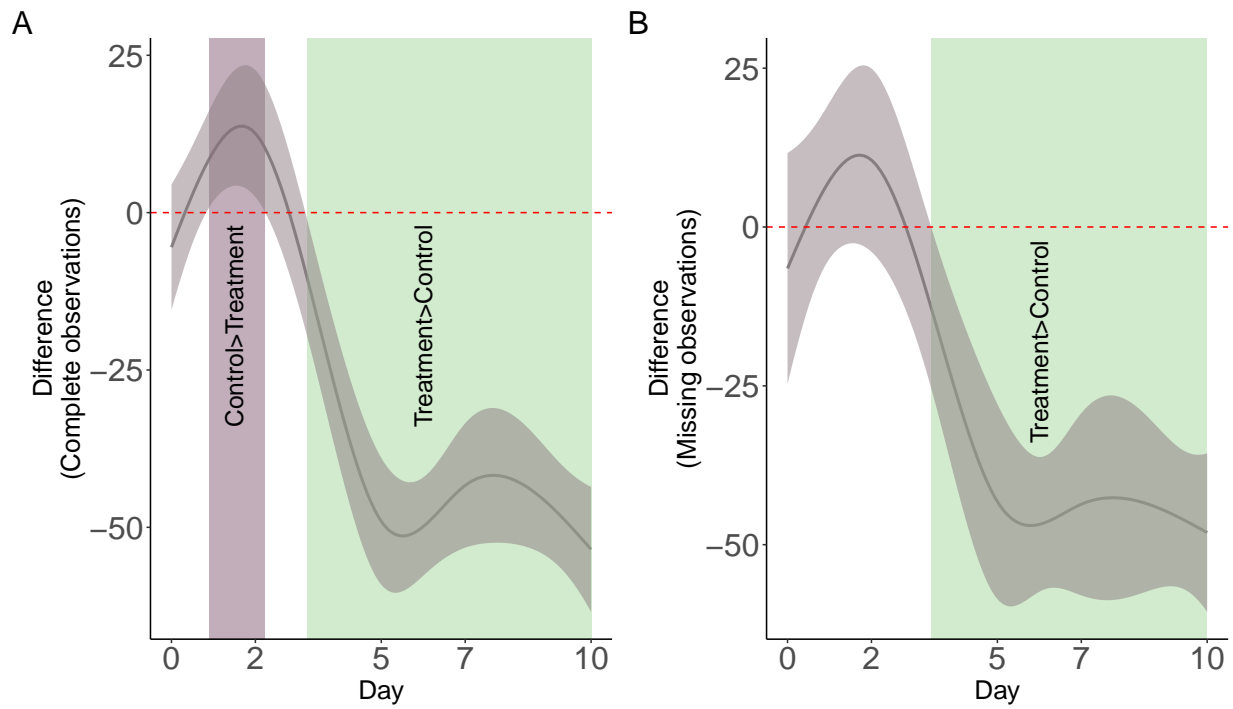 A
Difference
(Complete observations)
25
0
−25
−50
Control>Treatment
Treatment>Control
0 2 5 7 10
Day
B
Difference
(Missing observations)
25
0
−25
−50
Treatment>Control
0 2 5 7 10
Day